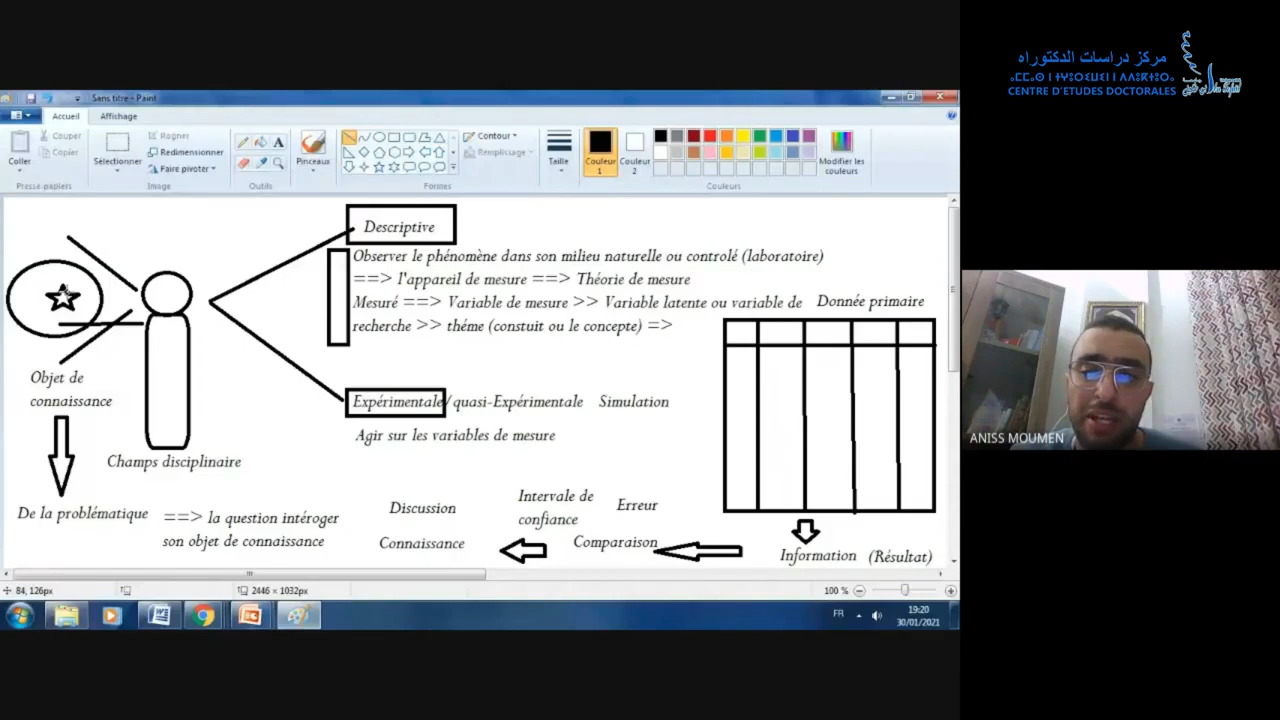 مركز دراسات الدكتوراه
CENTRE D'ETUDES DOCTORALES
Sans titre - Paint
Accueil
Affichage
Coller
Couper
Copier
Presse-papiers
Sélectionner
Rogner
Redimensionner
Faire pivoter
Image
Outils
Pinceaux
Contour
Remplissage
Formes
Taille
Couleur
1
Couleur
2
Modifier les
couleurs
Couleurs
Descriptive
Observer le phénomène dans son milieu naturelle ou controlé (laboratoire)
==> l'appareil de mesure ==> Théorie de mesure
Mesuré ==> Variable de mesure >> Variable latente ou variable de
recherche >> théme (constuit ou le concepte) =>
Donnée primaire
Objet de
connaissance
Expérimentale/ quasi-Expérimentale Simulation
Agir sur les variables de mesure
Champs disciplinaire
De la problématique
==> la question intéroger
son objet de connaissance
Discussion
Connaissance
Intervale de
confiance
Erreur
Comparaison
Information (Résultat)
ANISS MOUMEN
84, 126px
2446 × 1032px
100 %
FR
19:20
30/01/2021